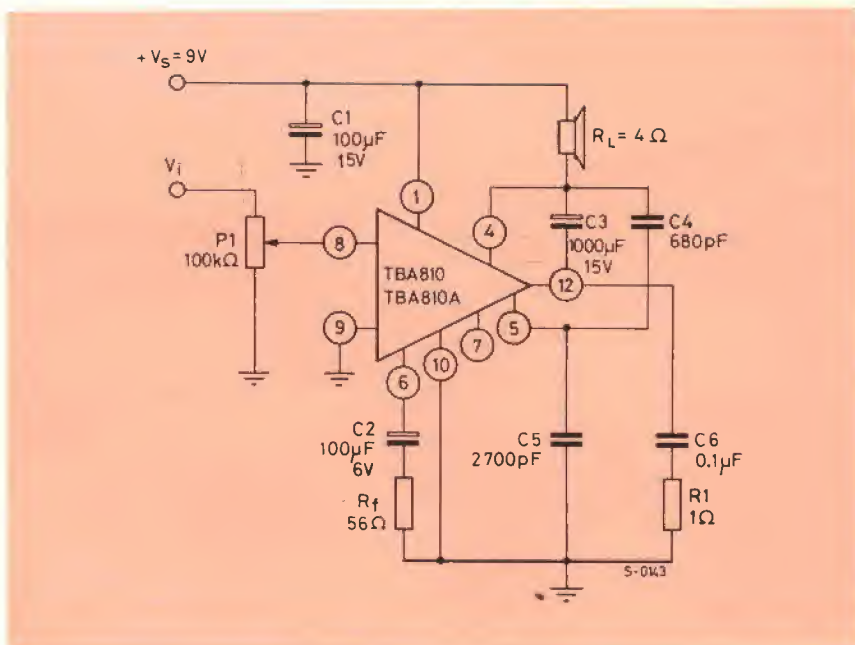 + Vs = 9V
C1
100µF
15V
RL = 4 Ω
Vi
1
4
C3
1000µF
15V
C4
680pF
P1
100kΩ
8
TBA810
TBA810A
12
9
5
7
6
10
C2
100µF
6V
C5
2700pF
C6
0.1µF
Rf
56Ω
R1
1Ω
S-0143